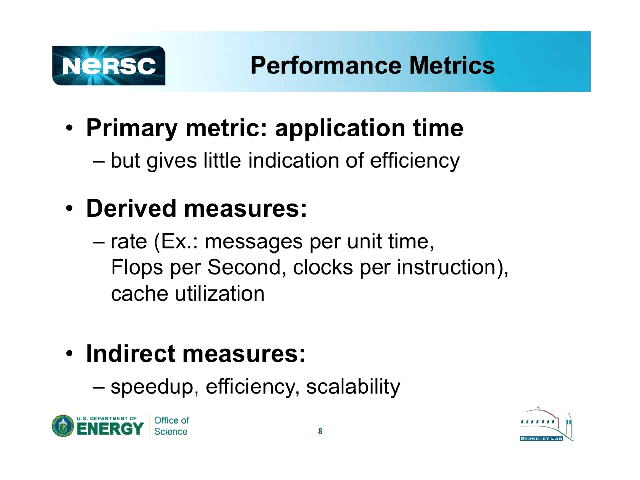 NERSC
Performance Metrics
• Primary metric: application time
– but gives little indication of efficiency
• Derived measures:
– rate (Ex.: messages per unit time,
Flops per Second, clocks per instruction),
cache utilization
• Indirect measures:
– speedup, efficiency, scalability
U.S. DEPARTMENT OF
ENERGY
Office of
Science
8
BERKELEY LAB